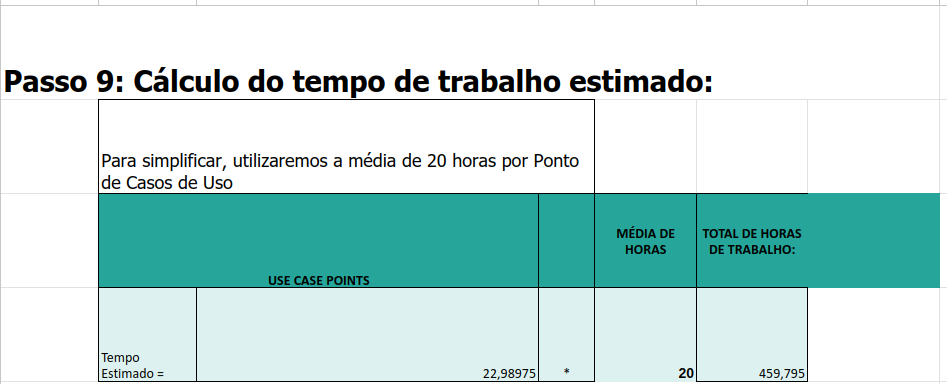 Passo 9: Cálculo do tempo de trabalho estimado:
Para simplificar, utilizaremos a média de 20 horas por Ponto
de Casos de Uso
USE CASE POINTS
MÉDIA DE
HORAS
TOTAL DE HORAS
DE TRABALHO:
Tempo
Estimado =
22,98975
*
20
459,795